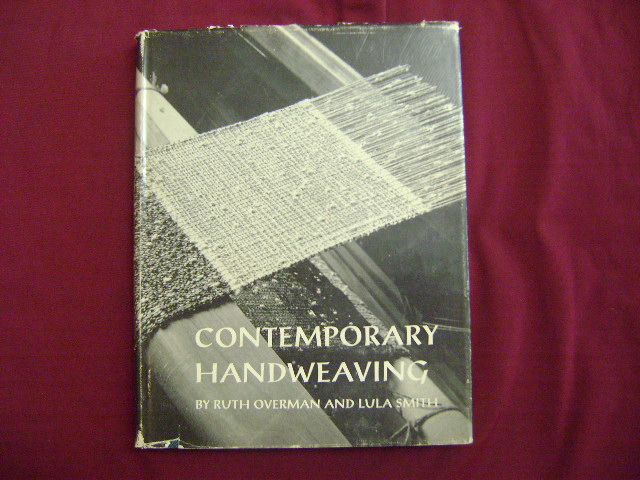 CONTEMPORARY
HANDWEAVING
BY RUTH OVERMAN AND LULA SMITH